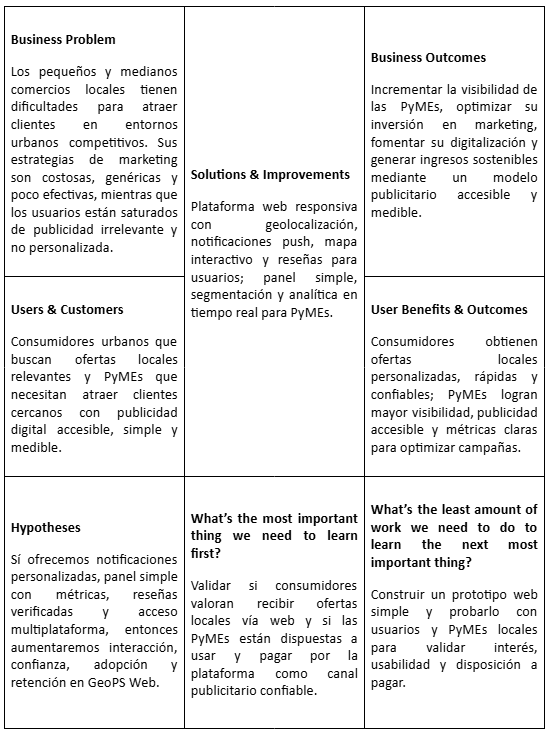 Business Problem
Los pequeños y medianos
comercios locales tienen
dificultades para atraer
clientes en entornos
urbanos competitivos. Sus
estrategias de marketing
son costosas, genéricas y
poco efectivas, mientras que
los usuarios están saturados
de publicidad irrelevante y
no personalizada.
Solutions & Improvements
Plataforma web responsiva
con geolocalización,
notificaciones push, mapa
interactivo y reseñas para
usuarios; panel simple,
segmentación y analítica en
tiempo real para PyMEs.
Business Outcomes
Incrementar la visibilidad de
las PyMEs, optimizar su
inversión en marketing,
fomentar su digitalización y
generar ingresos sostenibles
mediante un modelo
publicitario accesible y
medible.
Users & Customers
Consumidores urbanos que
buscan ofertas locales
relevantes y PyMEs que
necesitan atraer clientes
cercanos con publicidad
digital accesible, simple y
medible.
User Benefits & Outcomes
Consumidores obtienen
ofertas locales
personalizadas, rápidas y
confiables; PyMEs logran
mayor visibilidad, publicidad
accesible y métricas claras
para optimizar campañas.
Hypotheses
Sí ofrecemos notificaciones
personalizadas, panel simple
con métricas, reseñas
verificadas y acceso
multiplataforma, entonces
aumentaremos interacción,
confianza, adopción y
retención en GeoPS Web.
What's the most important
thing we need to learn
first?
Validar si consumidores
valoran recibir ofertas
locales vía web y si las
PyMEs están dispuestas a
usar y pagar por la
plataforma como canal
publicitario confiable.
What's the least amount of
work we need to do to
learn the next most
important thing?
Construir un prototipo web
simple y probarlo con
usuarios y PyMEs locales
para validar interés,
usabilidad y disposición a
pagar.